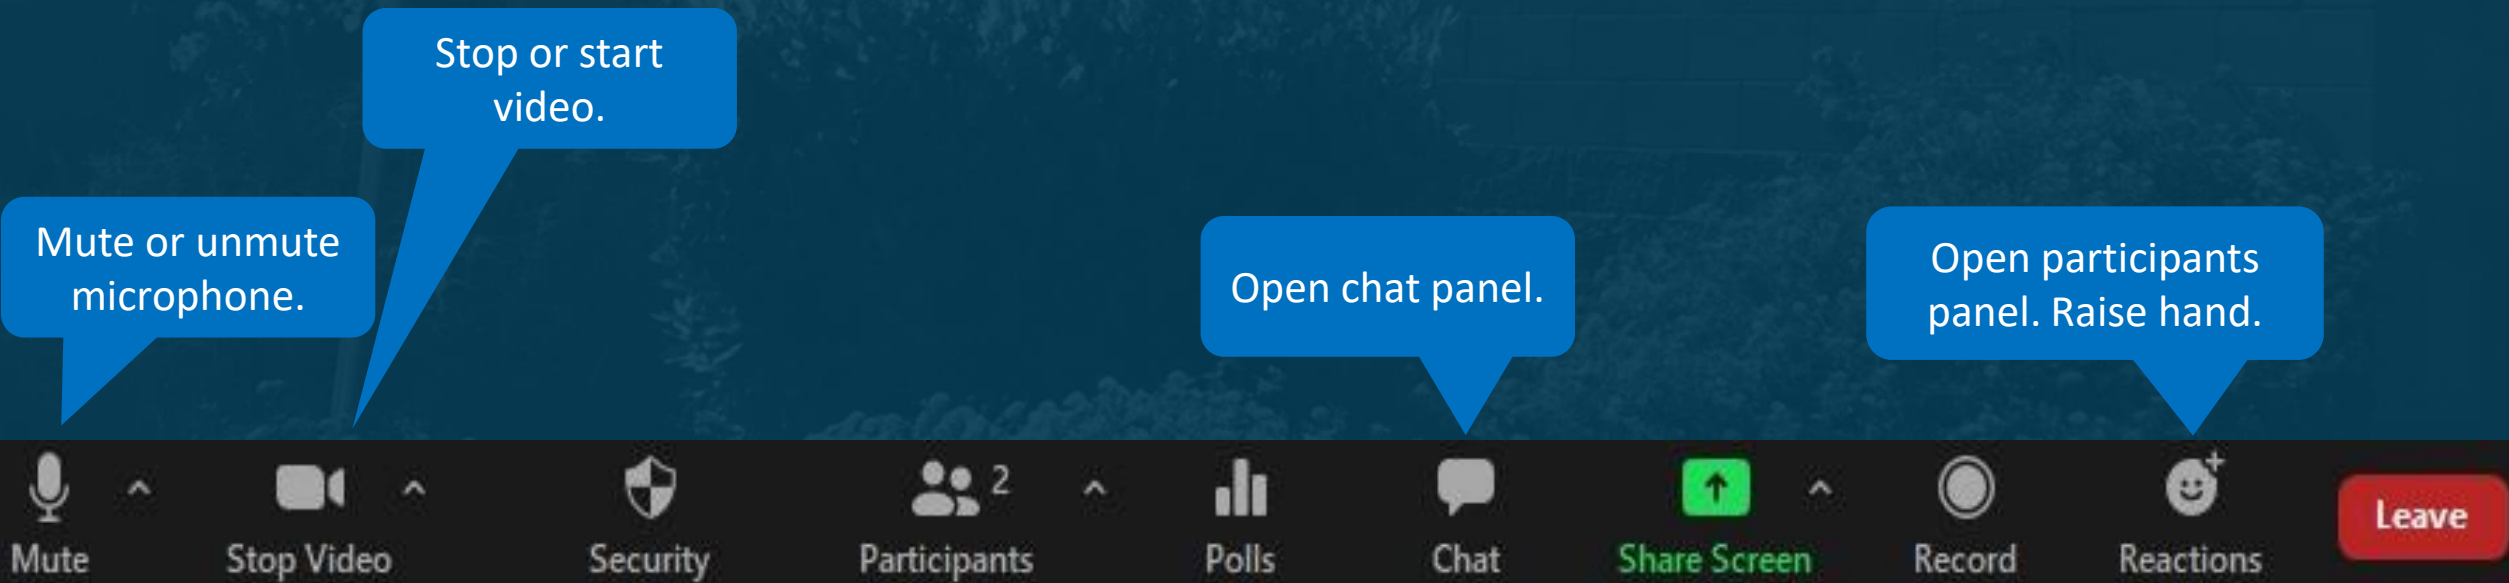 Stop or start
video.
Mute or unmute
microphone.
Open chat panel.
Open participants
panel. Raise hand.
2
Mute
Stop Video
Security
Participants
Polls
Chat
Share Screen
Record
Reactions
Leave